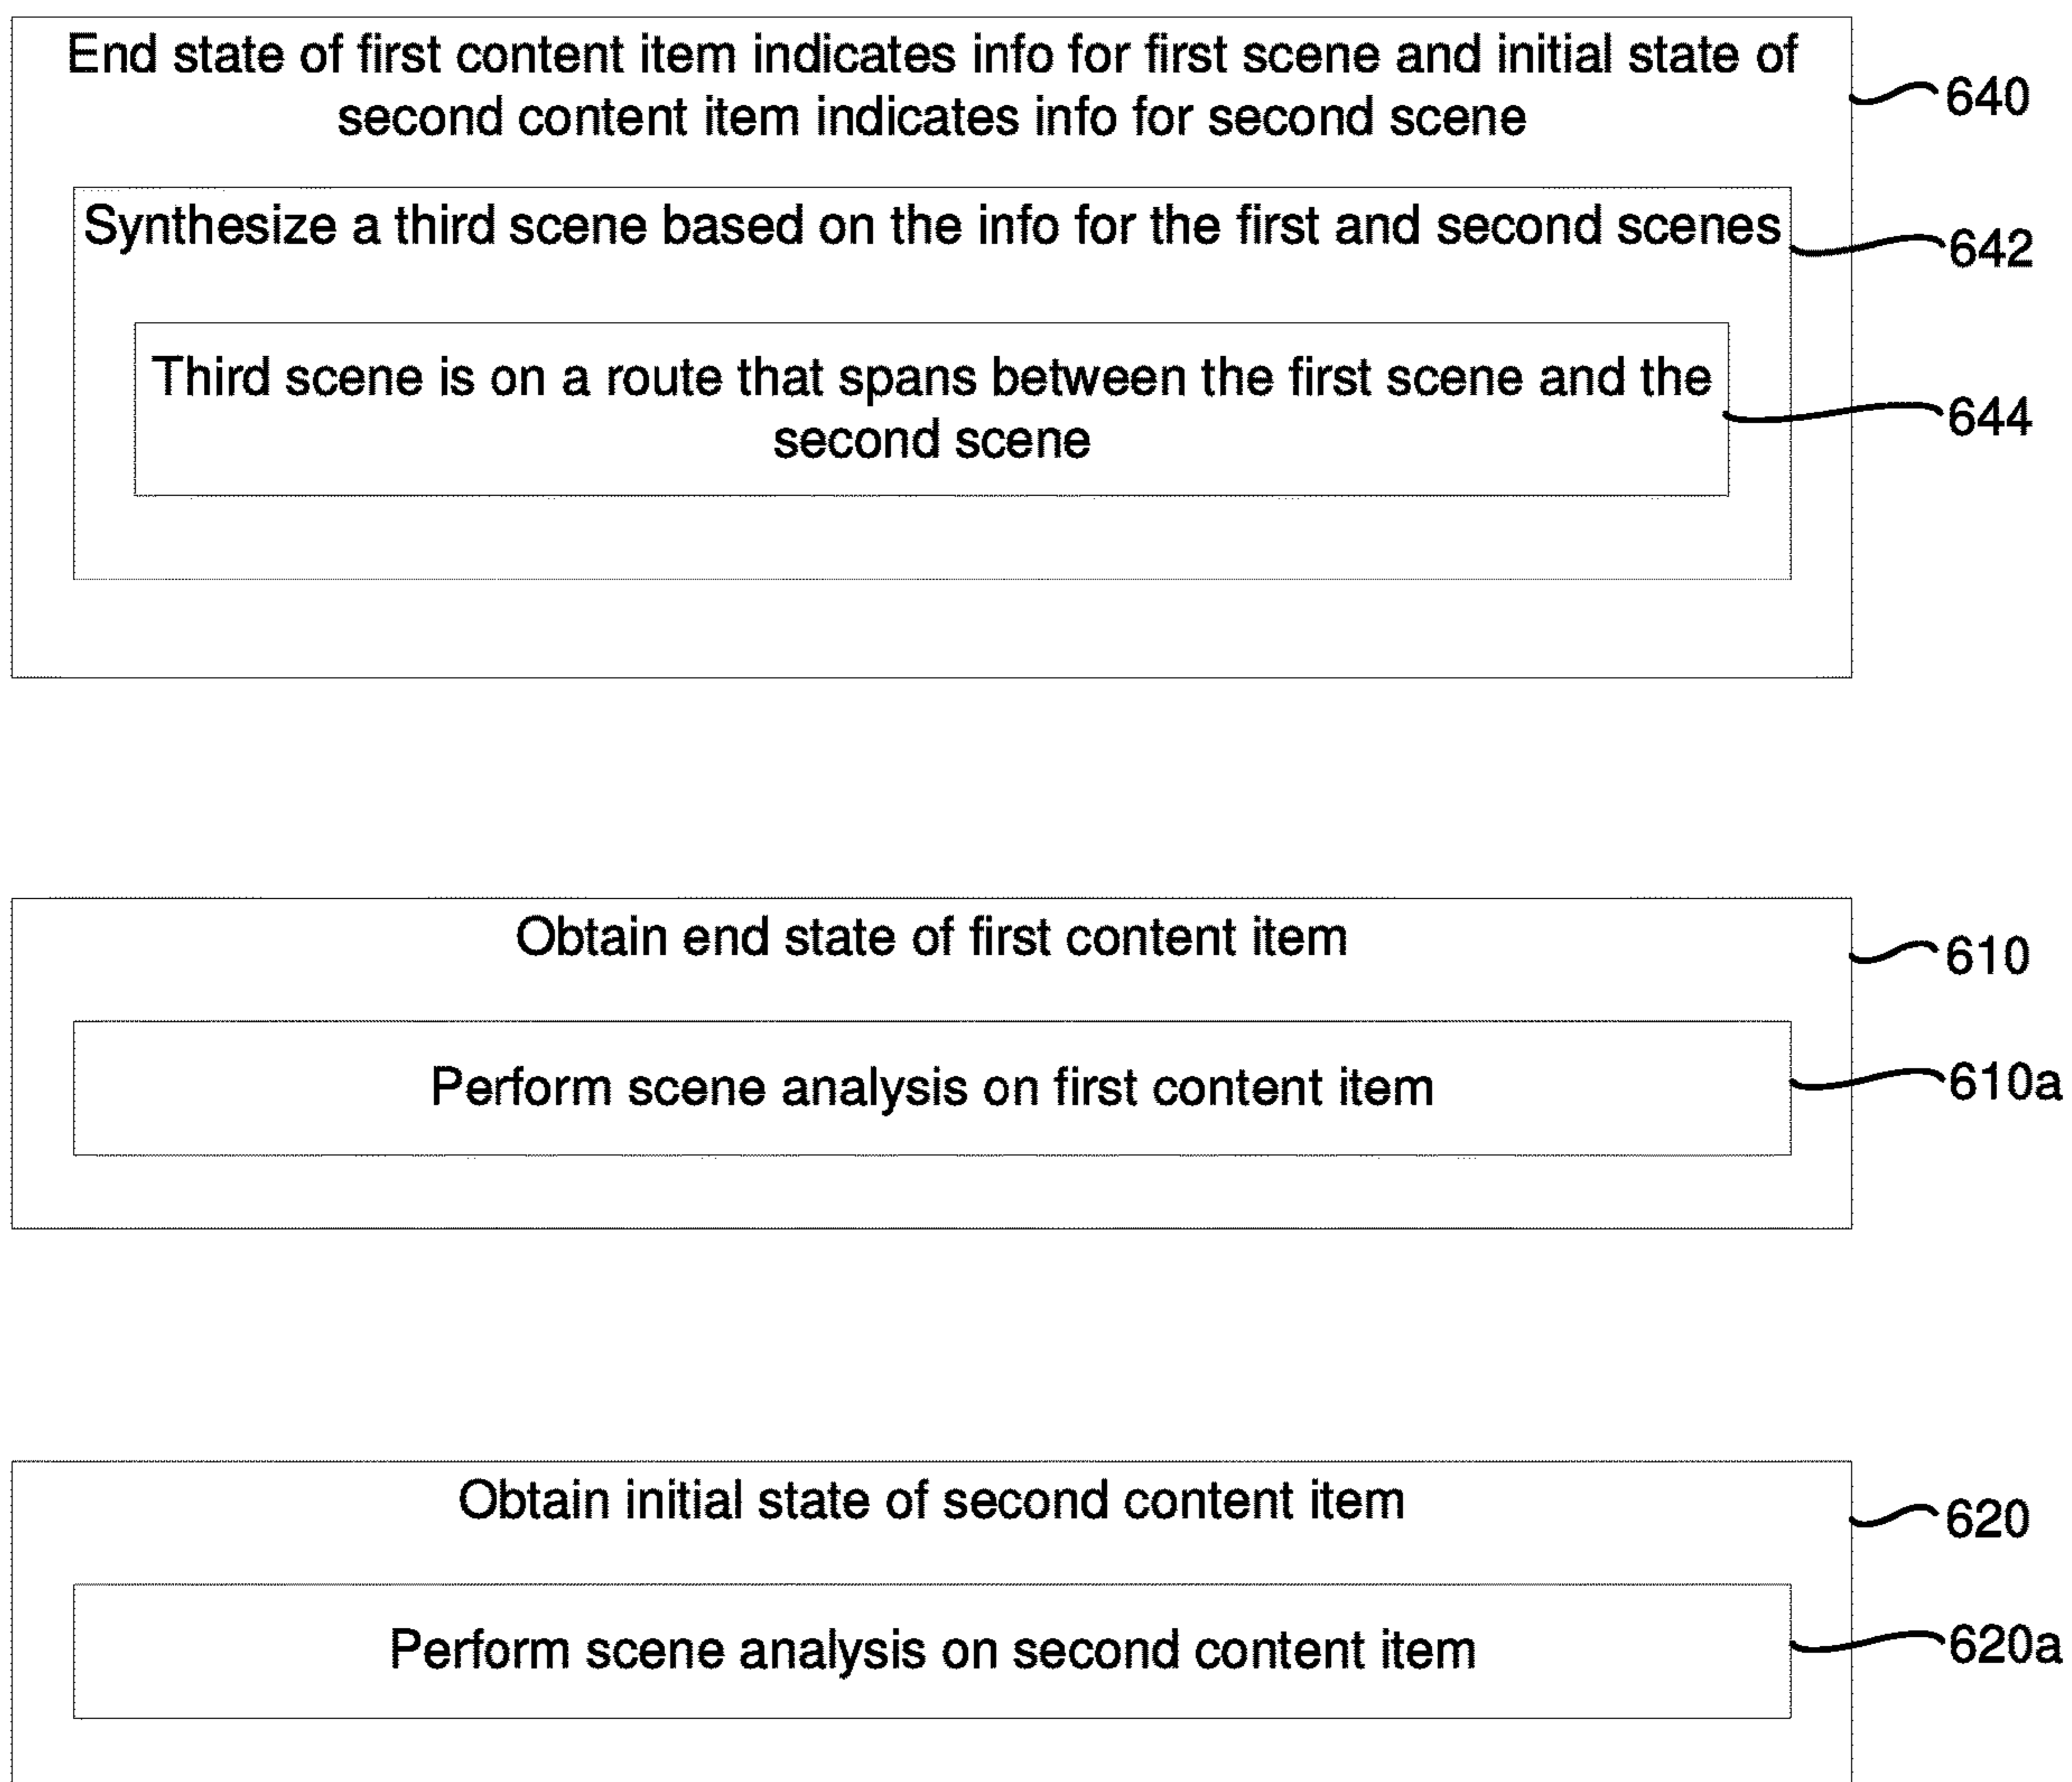 End state of first content item indicates info for first scene and initial state of
second content item indicates info for second scene
640
Synthesize a third scene based on the info for the first and second scenes
642
Third scene is on a route that spans between the first scene and the
second scene
644
Obtain end state of first content item
610
Perform scene analysis on first content item
610a
Obtain initial state of second content item
620
Perform scene analysis on second content item
620a